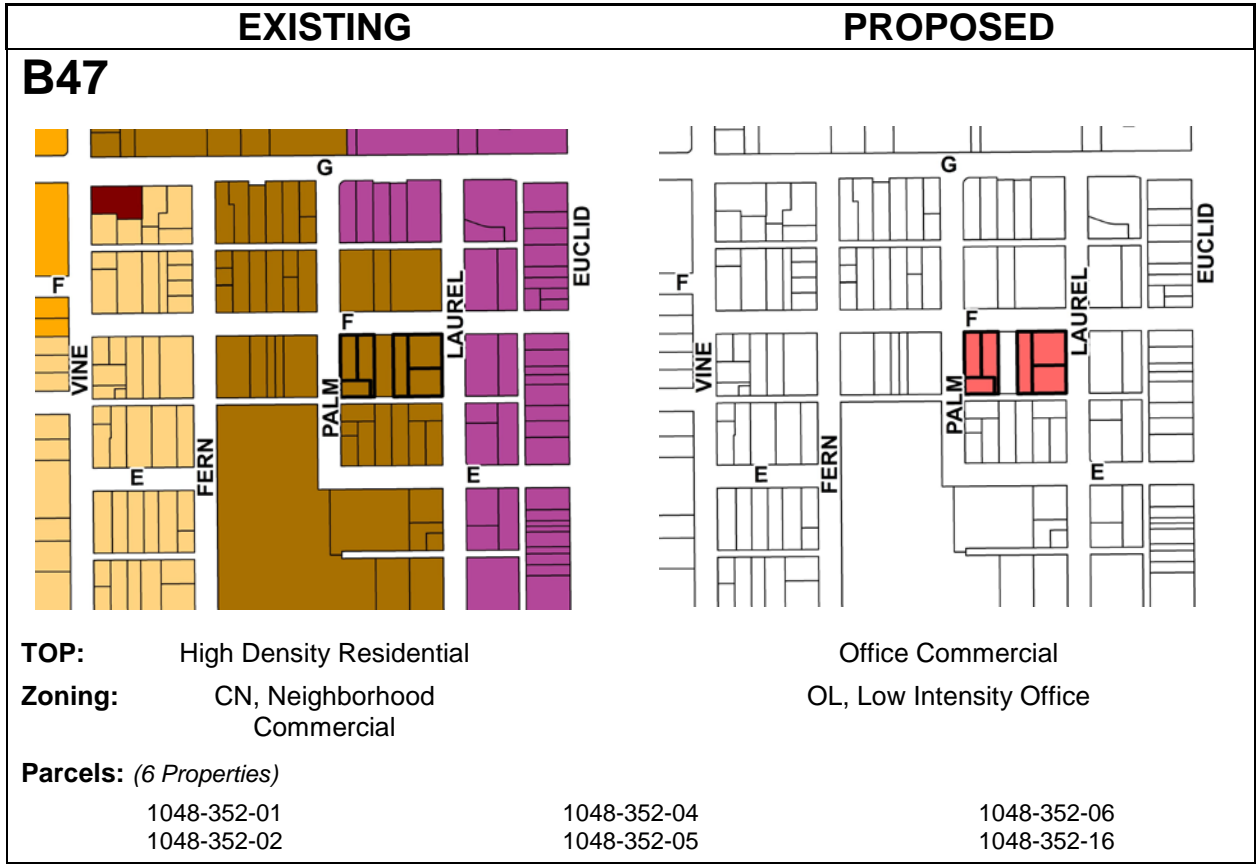 EXISTING PROPOSED
B47
G
EUCLID
F
LAUREL
F
VINE
PALM
FERN
E
E
G
EUCLID
F
LAUREL
F
VINE
PALM
FERN
E
E
TOP: High Density Residential Office Commercial
Zoning: CN, Neighborhood OL, Low Intensity Office
Commercial
Parcels: (6 Properties)
1048-352-01 1048-352-04 1048-352-06
1048-352-02 1048-352-05 1048-352-16